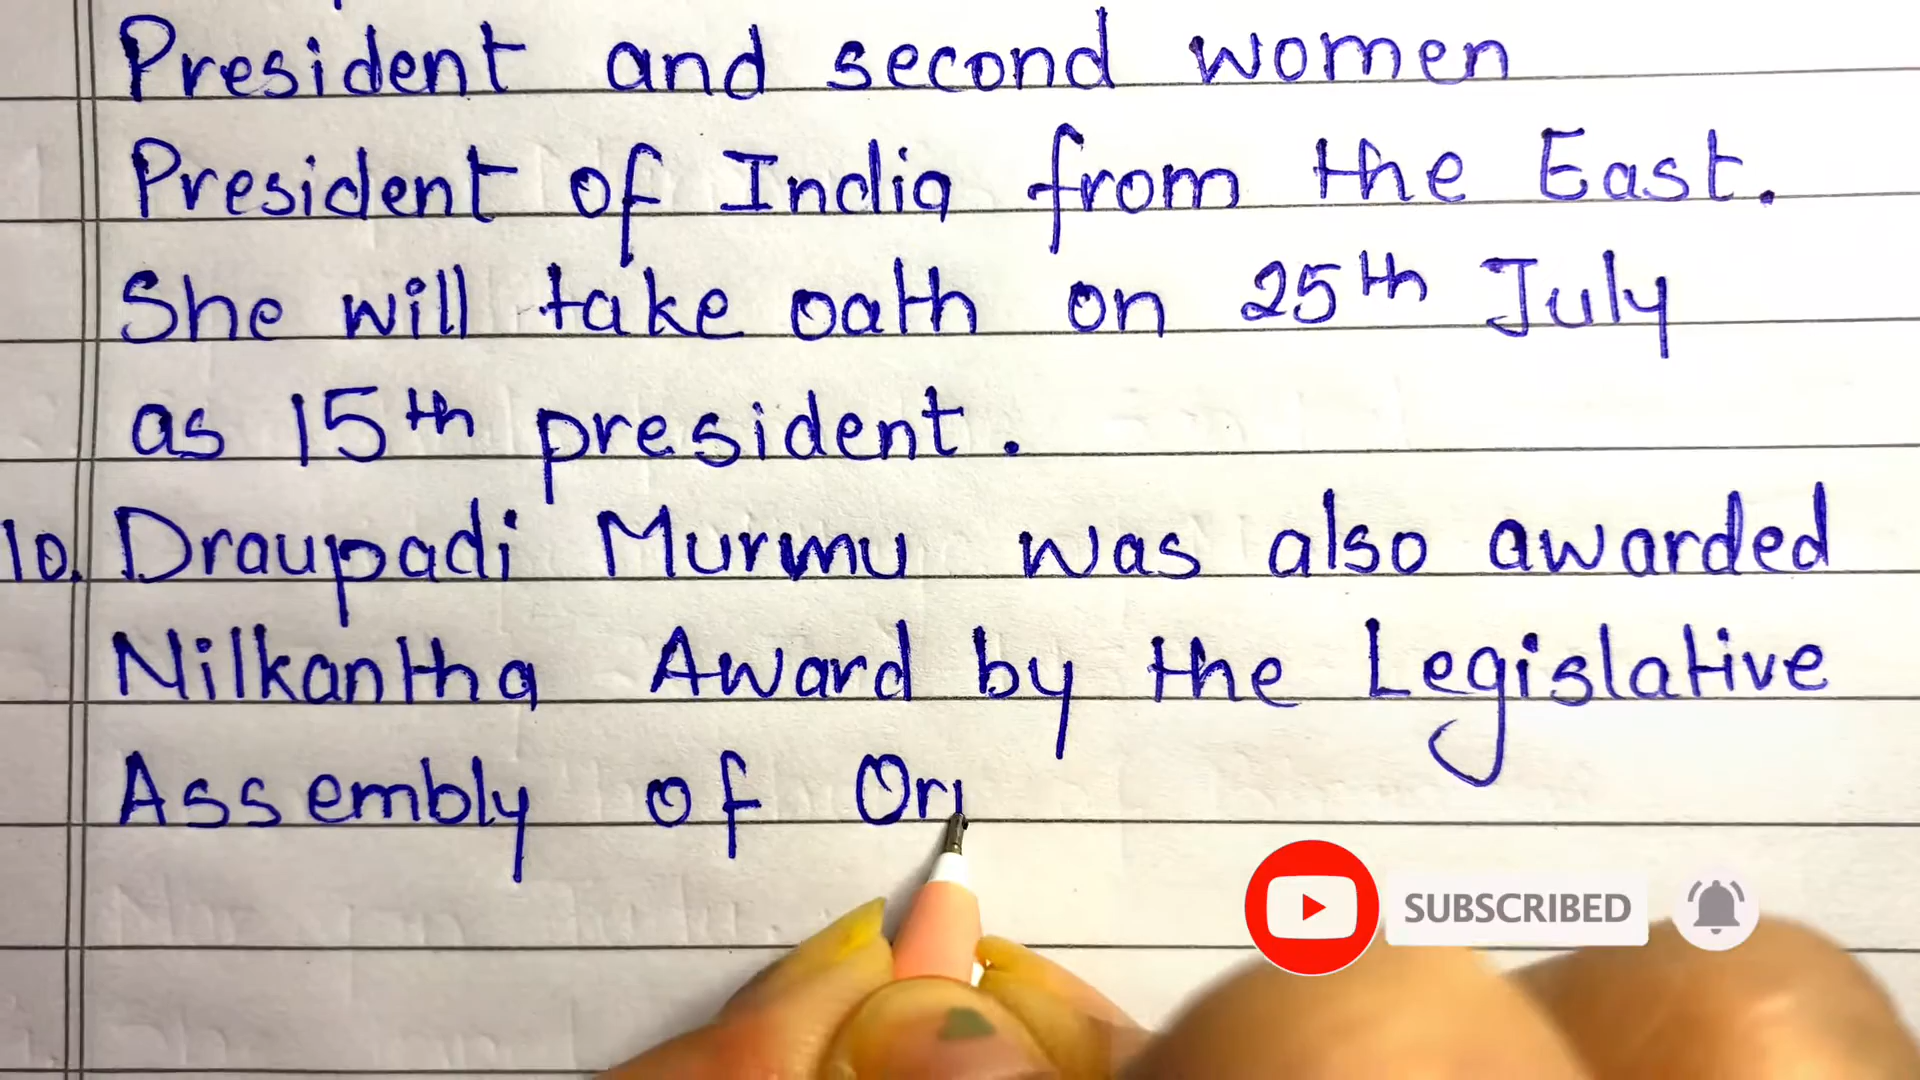 President and second women
President of India from the East.
She will take oath on 25th July
as 15th president.
10. Draupadi Murmu was also awarded
Nilkantha Award by the Legislative
Assembly of Ori
SUBSCRIBED